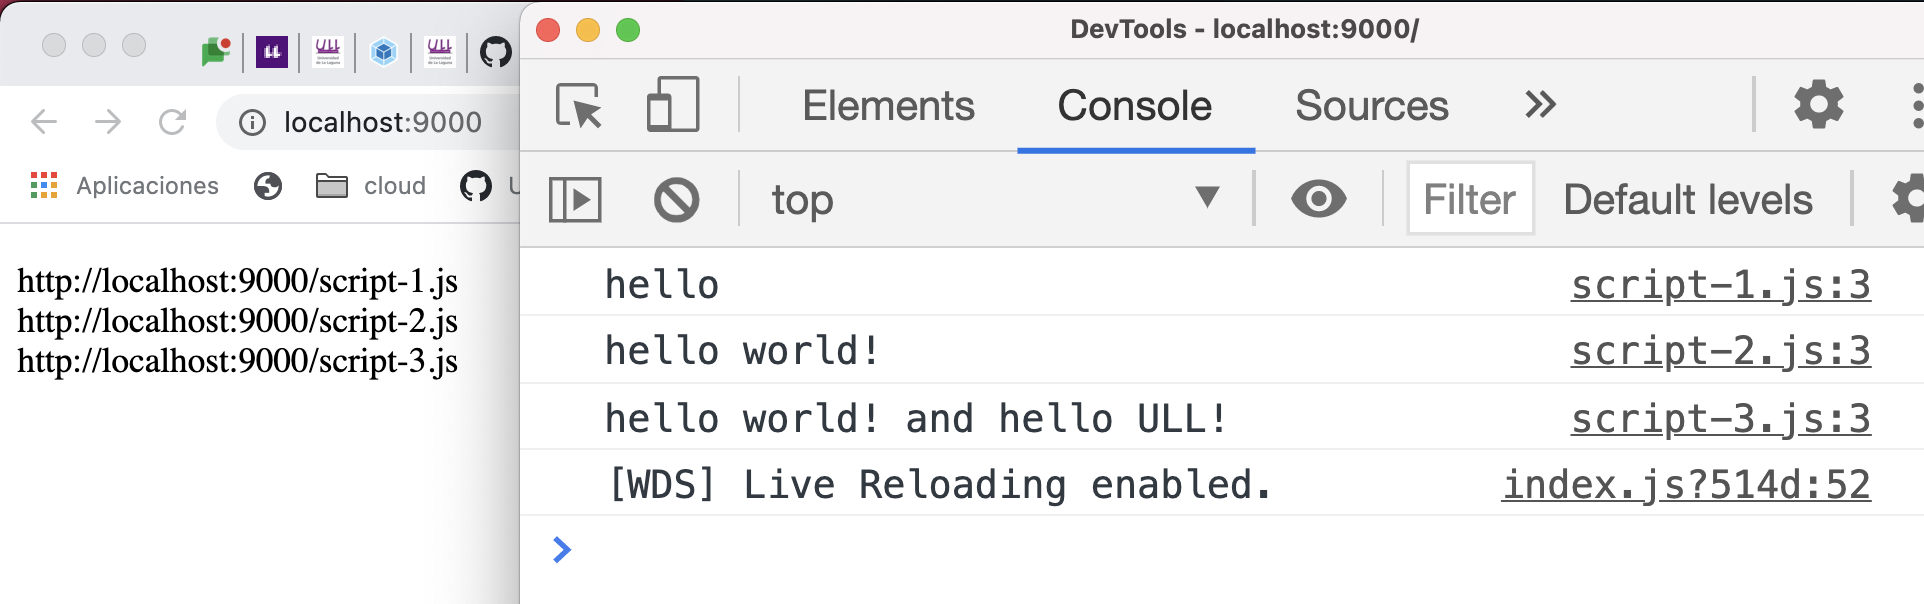 DevTools - localhost:9000/
ULL
ULL
localhost:9000
Elements Console Sources
Aplicaciones cloud
top Filter Default levels
http://localhost:9000/script-1.js
http://localhost:9000/script-2.js
http://localhost:9000/script-3.js
hello script-1.js:3
hello world! script-2.js:3
hello world! and hello ULL! script-3.js:3
[WDS] Live Reloading enabled. index.js?514d:52